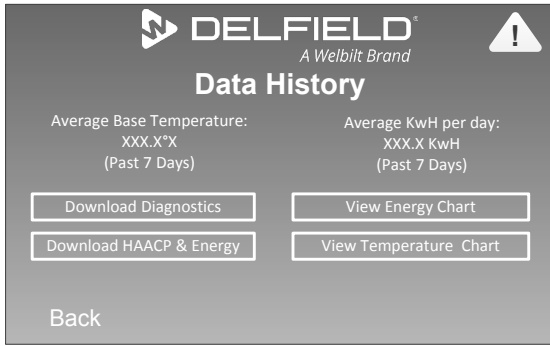 DELFIELD®
A Welbilt Brand
!
Data History
Average Base Temperature:
XXX.X°X
(Past 7 Days)
Average KwH per day:
XXX.X KwH
(Past 7 Days)
Download Diagnostics
View Energy Chart
Download HAACP & Energy
View Temperature Chart
Back